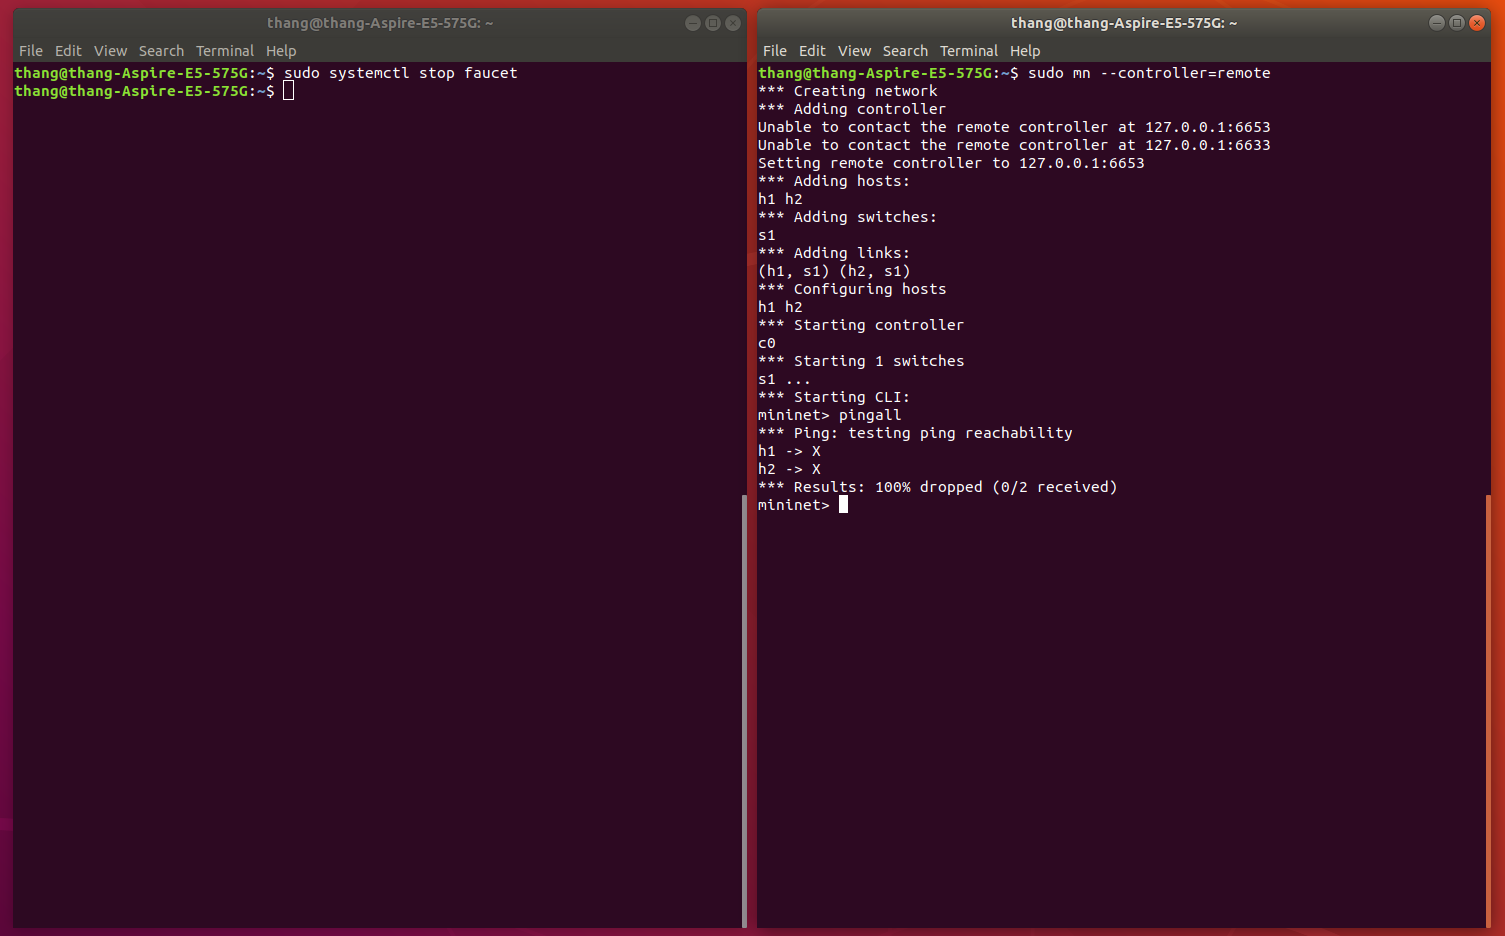 thang@thang-Aspire-E5-575G: ~
File Edit View Search Terminal Help
thang@thang-Aspire-E5-575G:~$ sudo systemctl stop faucet
thang@thang-Aspire-E5-575G:~$
thang@thang-Aspire-E5-575G: ~
File Edit View Search Terminal Help
thang@thang-Aspire-E5-575G:~$ sudo mn --controller=remote
*** Creating network
*** Adding controller
Unable to contact the remote controller at 127.0.0.1:6653
Unable to contact the remote controller at 127.0.0.1:6633
Setting remote controller to 127.0.0.1:6653
*** Adding hosts:
h1 h2
*** Adding switches:
s1
*** Adding links:
(h1, s1) (h2, s1)
*** Configuring hosts
h1 h2
*** Starting controller
c0
*** Starting 1 switches
s1 ...
*** Starting CLI:
mininet> pingall
*** Ping: testing ping reachability
h1 -> X
h2 -> X
*** Results: 100% dropped (0/2 received)
mininet>